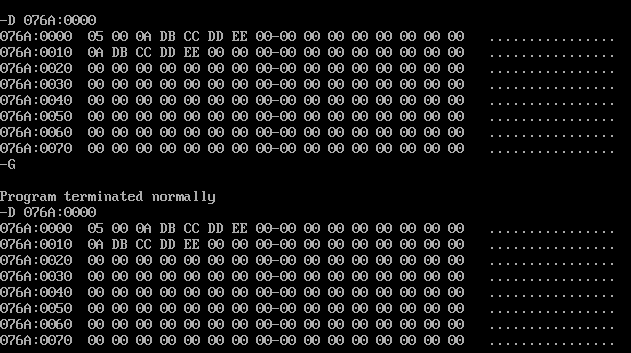 -D 076A:0000
076A:0000  05 00 0A DB CC DD EE 00-00 00 00 00 00 00 00 00   ................
076A:0010  0A DB CC DD EE 00 00 00-00 00 00 00 00 00 00 00   ................
076A:0020  00 00 00 00 00 00 00 00-00 00 00 00 00 00 00 00   ................
076A:0030  00 00 00 00 00 00 00 00-00 00 00 00 00 00 00 00   ................
076A:0040  00 00 00 00 00 00 00 00-00 00 00 00 00 00 00 00   ................
076A:0050  00 00 00 00 00 00 00 00-00 00 00 00 00 00 00 00   ................
076A:0060  00 00 00 00 00 00 00 00-00 00 00 00 00 00 00 00   ................
076A:0070  00 00 00 00 00 00 00 00-00 00 00 00 00 00 00 00   ................
-G
Program terminated normally
-D 076A:0000
076A:0000  05 00 0A DB CC DD EE 00-00 00 00 00 00 00 00 00   ................
076A:0010  0A DB CC DD EE 00 00 00-00 00 00 00 00 00 00 00   ................
076A:0020  00 00 00 00 00 00 00 00-00 00 00 00 00 00 00 00   ................
076A:0030  00 00 00 00 00 00 00 00-00 00 00 00 00 00 00 00   ................
076A:0040  00 00 00 00 00 00 00 00-00 00 00 00 00 00 00 00   ................
076A:0050  00 00 00 00 00 00 00 00-00 00 00 00 00 00 00 00   ................
076A:0060  00 00 00 00 00 00 00 00-00 00 00 00 00 00 00 00   ................
076A:0070  00 00 00 00 00 00 00 00-00 00 00 00 00 00 00 00   ................